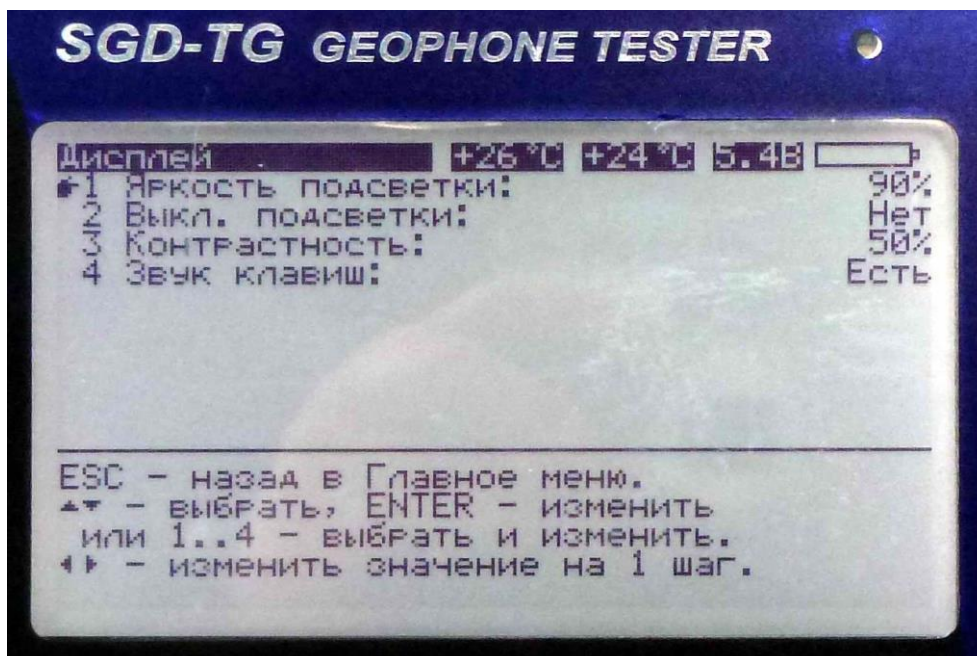 SGD-TG GEOPHONE TESTER
Дисплей +26 °C +24 °C 5.4В
1 Яркость подсветки: 90%
2 Выкл. подсветки: Нет
3 Контрастность: 50%
4 Звук клавиш: Есть
ESC - назад в Главное меню.
▲▼ - выбрать, ENTER - изменить
или 1..4 - выбрать и изменить.
◄► - изменить значение на 1 шаг.